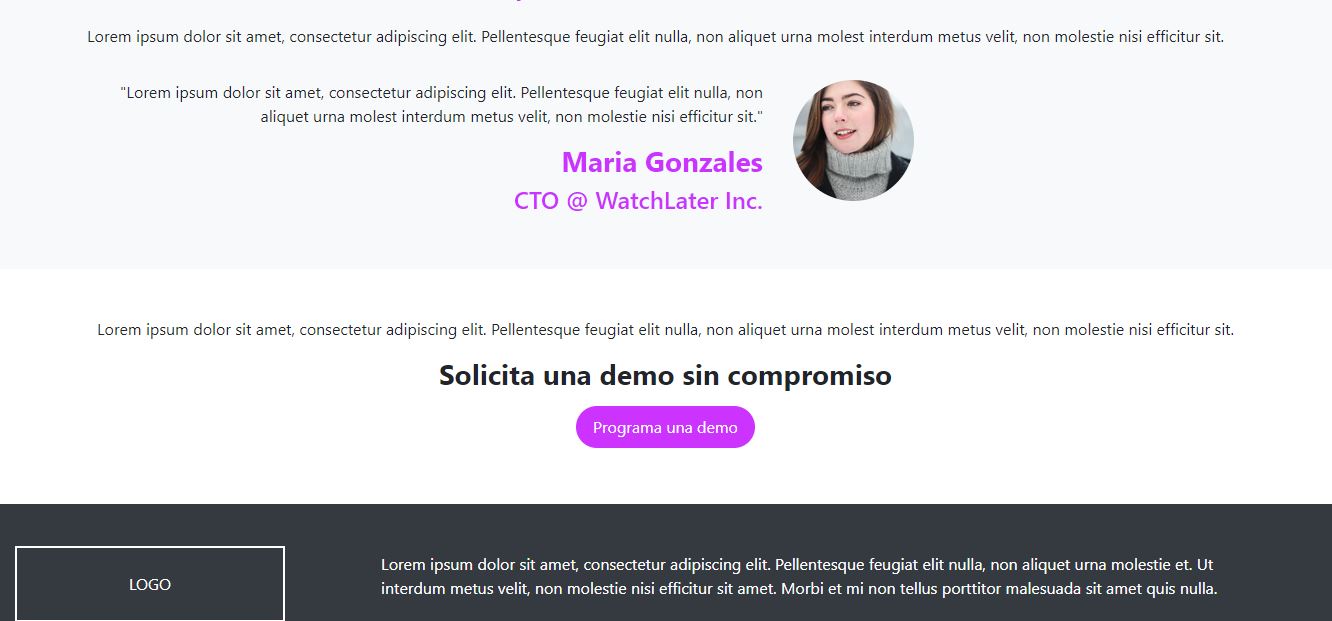 Lorem ipsum dolor sit amet, consectetur adipiscing elit. Pellentesque feugiat elit nulla, non aliquet urna molest interdum metus velit, non molestie nisi efficitur sit.
"Lorem ipsum dolor sit amet, consectetur adipiscing elit. Pellentesque feugiat elit nulla, non
aliquet urna molest interdum metus velit, non molestie nisi efficitur sit."
Maria Gonzales
CTO @ WatchLater Inc.
Lorem ipsum dolor sit amet, consectetur adipiscing elit. Pellentesque feugiat elit nulla, non aliquet urna molest interdum metus velit, non molestie nisi efficitur sit.
Solicita una demo sin compromiso
Programa una demo
LOGO
Lorem ipsum dolor sit amet, consectetur adipiscing elit. Pellentesque feugiat elit nulla, non aliquet urna molestie et. Ut
interdum metus velit, non molestie nisi efficitur sit amet. Morbi et mi non tellus porttitor malesuada sit amet quis nulla.